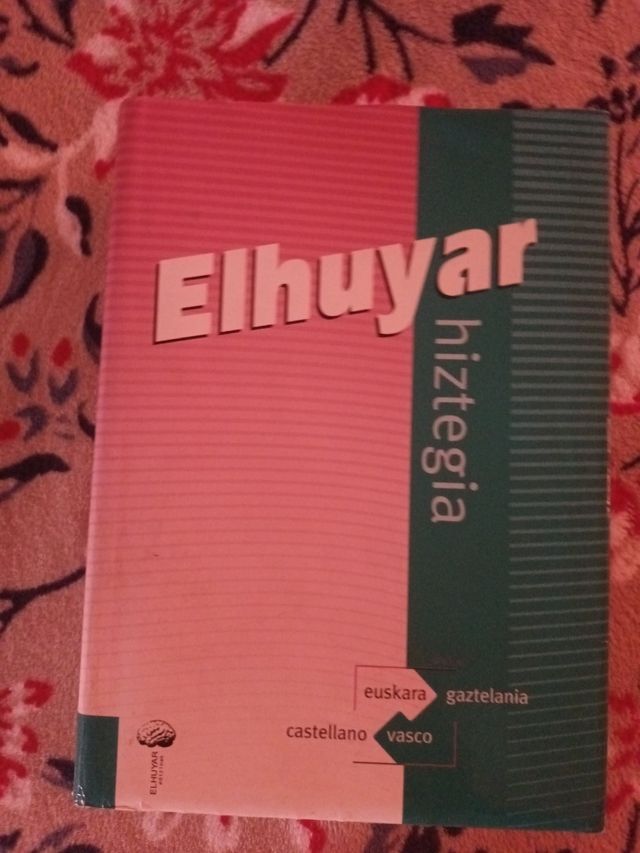 Elhuyar
hiztegia
euskara gaztelania
castellano vasco
ELHUYAR